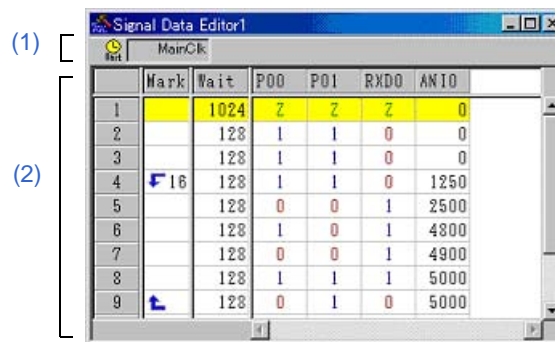 Signal Data Editor1
(1)
Wait MainClk
(2)
Mark Wait P00 P01 RXD0 ANI0
1 1024 Z Z Z 0
2 128 1 1 0 0
3 128 1 1 0 0
4 16 128 1 1 0 1250
5 128 0 0 1 2500
6 128 1 0 1 4800
7 128 0 0 1 4900
8 128 1 1 1 5000
9 128 0 1 0 5000